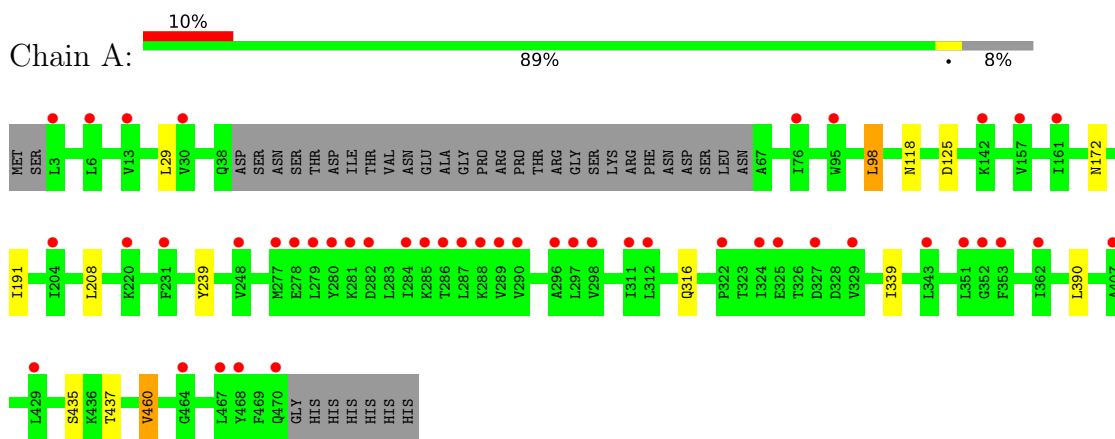 10%
Chain A:
89% • 8%
MET SER L3 L6 V13 L29 V30 Q38 ASP SER ASN SER THR ASP ILE THR VAL ASN GLU ALA GLY PRO ARG PRO THR ARG GLY SER LYS ARG PHE ASN ASP SER LEU ASN A67 I76 W95 L98 N118 D125 K142 V157 I161 N172
I191 I204 L208 K220 F231 Y239 V248 M277 E278 L279 Y280 K281 D282 L283 I284 K285 T286 L287 K288 V289 V290 A296 L297 V298 I311 L312 Q316 P322 T323 I324 E325 T326 D327 D328 V329 I339 L343 L351 G352 F353 I362 L390 A407
L429 S435 K436 T437 V460 G464 L467 Y468 F469 Q470 GLY HIS HIS HIS HIS HIS HIS